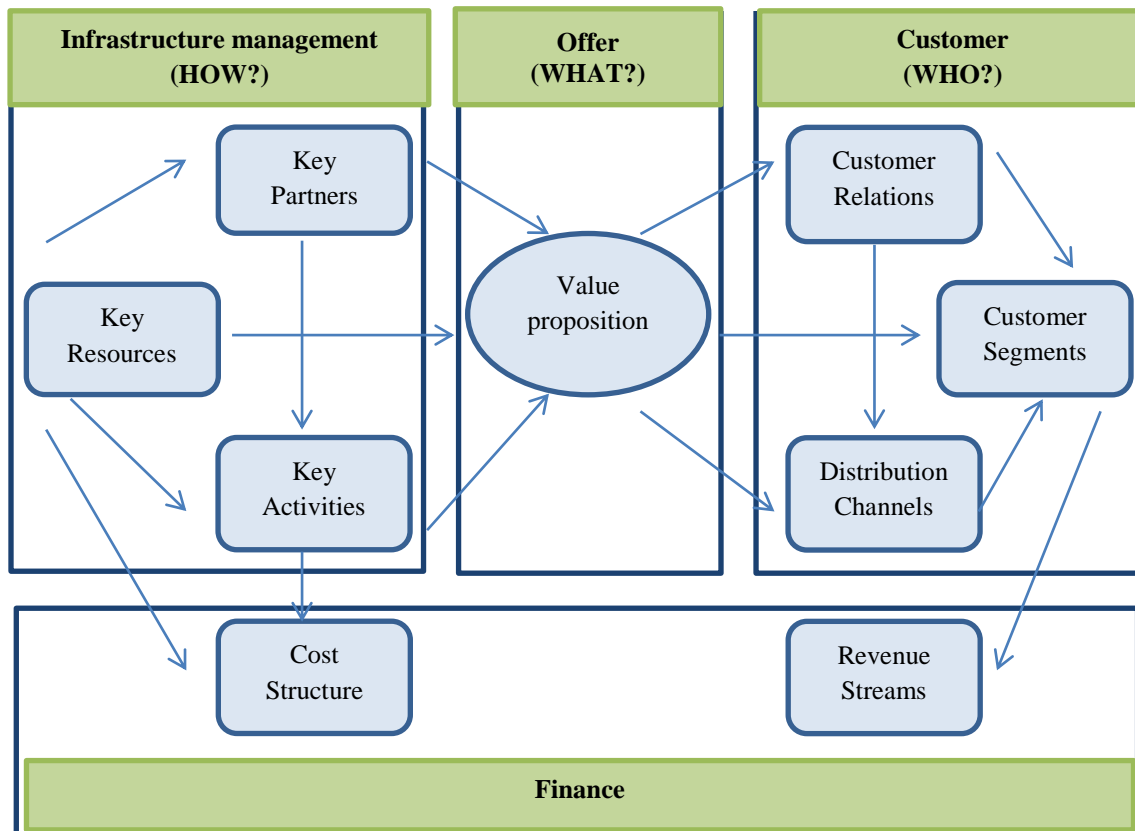 Infrastructure management
(HOW?)
Offer
(WHAT?)
Customer
(WHO?)
Key
Partners
Customer
Relations
Key
Resources
Value
proposition
Customer
Segments
Key
Activities
Distribution
Channels
Cost
Structure
Revenue
Streams
Finance